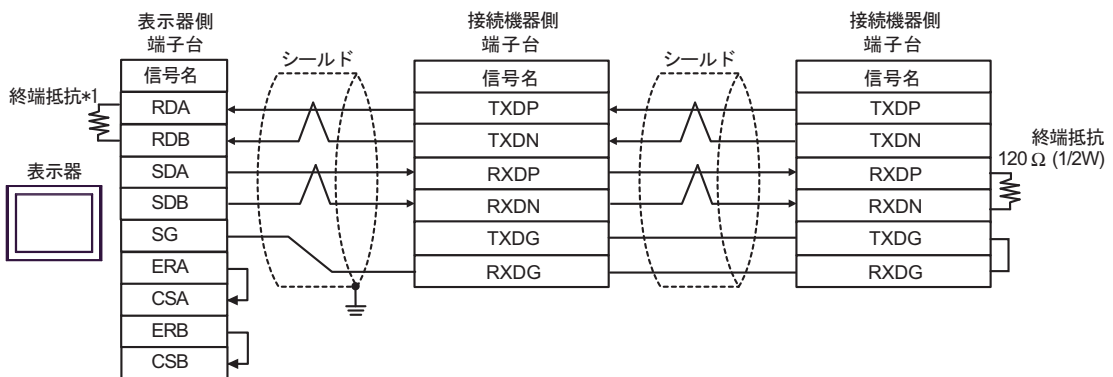 表示器側
端子台
信号名
RDA
RDB
SDA
SDB
SG
ERA
CSA
ERB
CSB
終端抵抗*1
表示器
シールド
接続機器側
端子台
信号名
TXDP
TXDN
RXDP
RXDN
TXDG
RXDG
シールド
接続機器側
端子台
信号名
TXDP
TXDN
RXDP
RXDN
TXDG
RXDG
終端抵抗
120 Ω (1/2W)